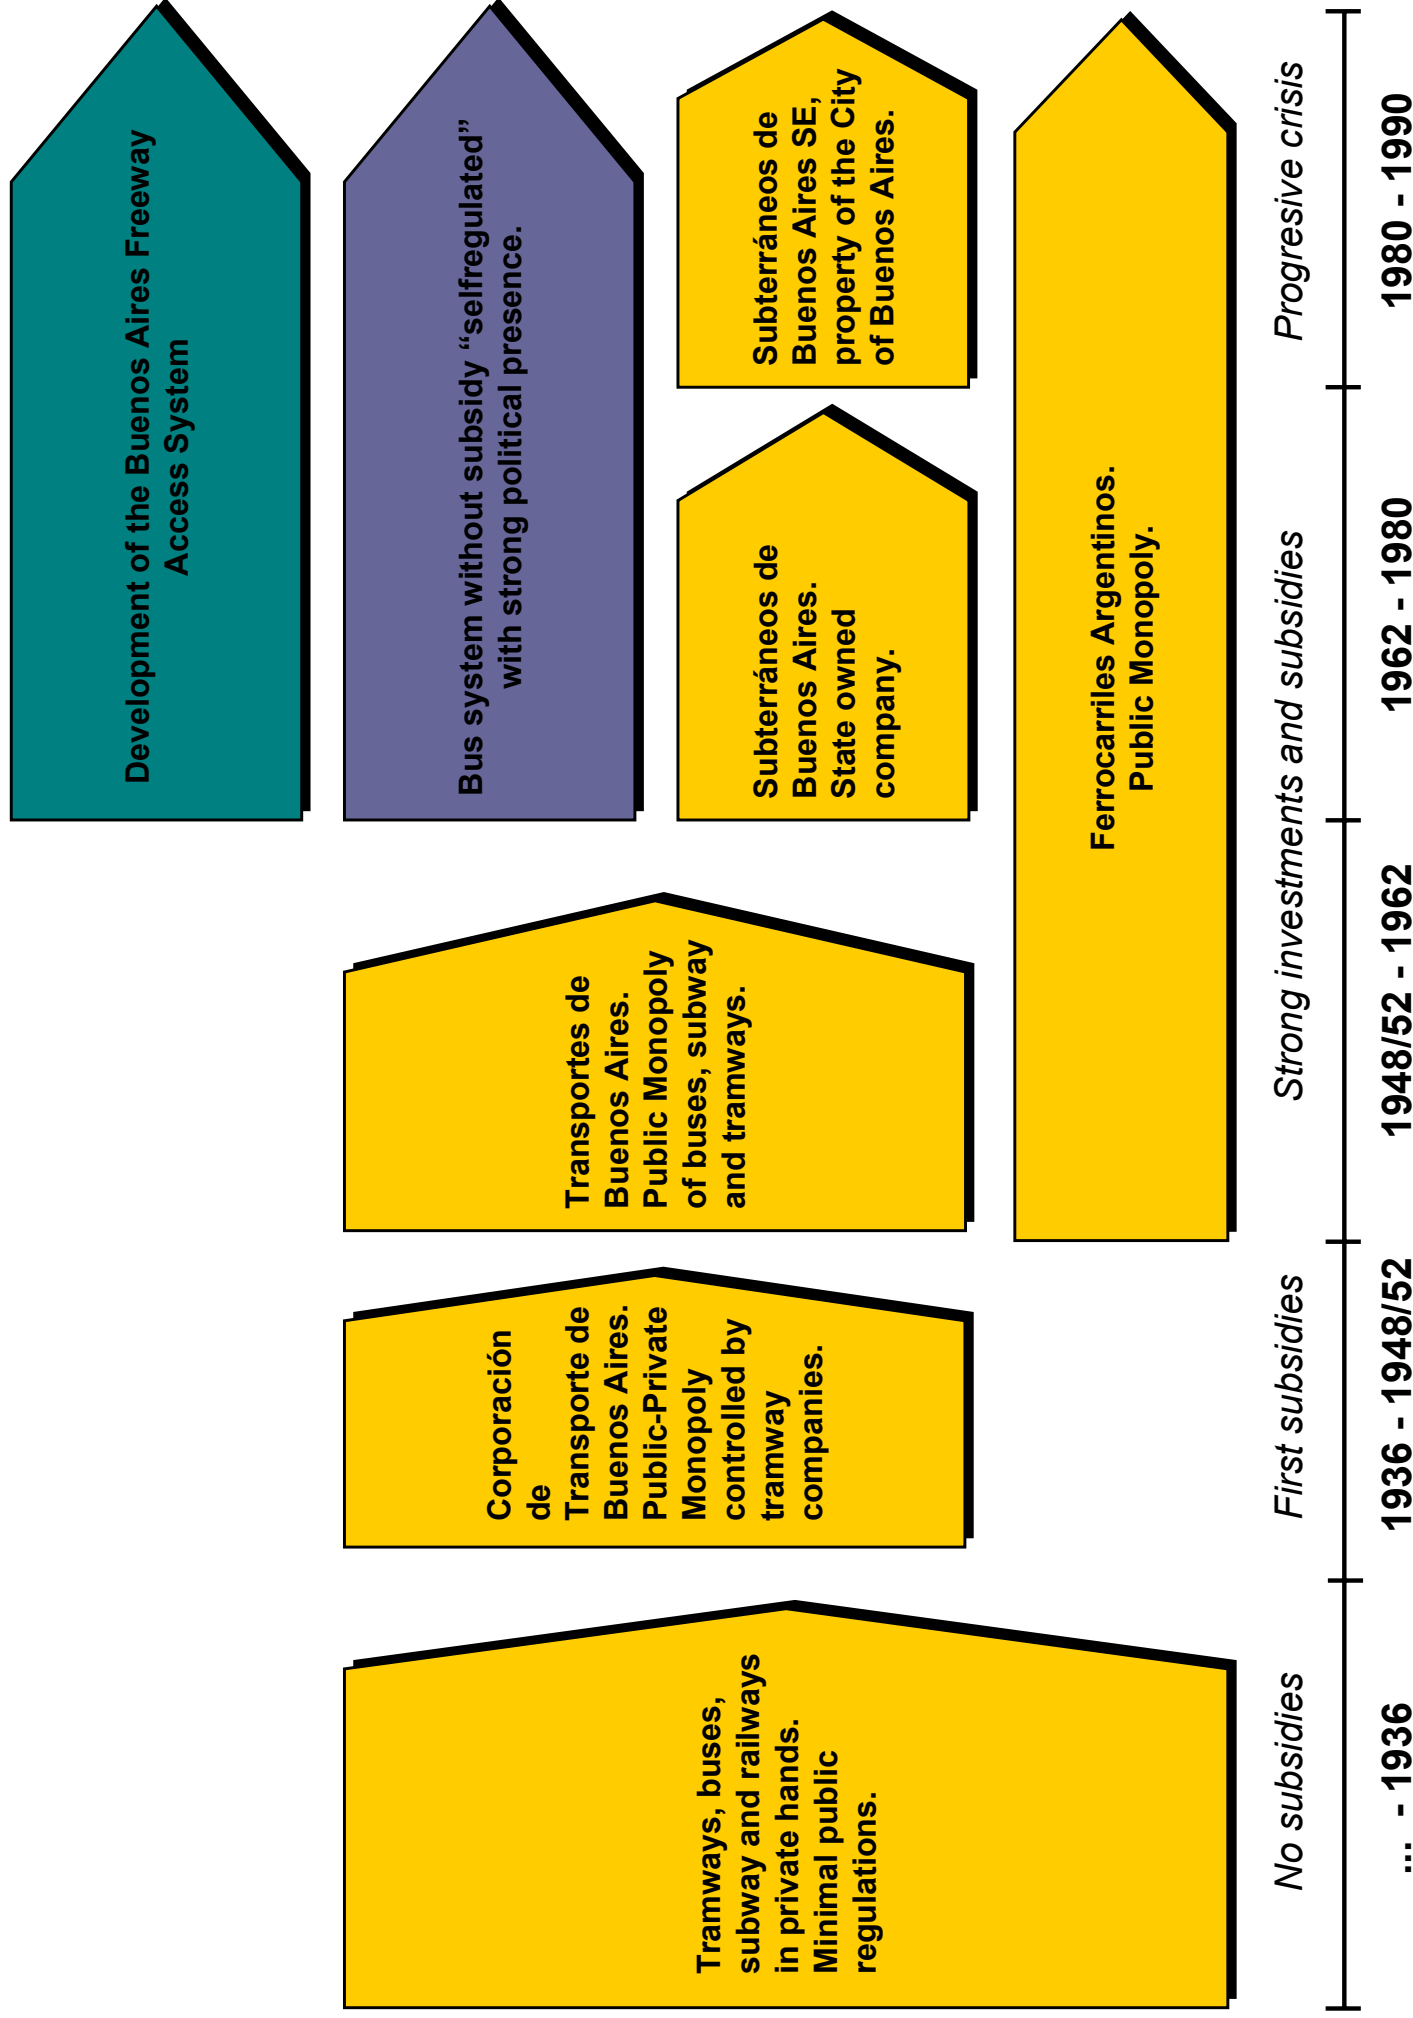 Development of the Buenos Aires Freeway
Access System
Bus system without subsidy “selfregulated”
with strong political presence.
Tramways, buses,
subway and railways
in private hands.
Minimal public
regulations.
Corporación
de
Transporte de
Buenos Aires.
Public-Private
Monopoly
controlled by
tramway
companies.
Transportes de
Buenos Aires.
Public Monopoly
of buses, subway
and tramways.
Subterráneos de
Buenos Aires.
State owned
company.
Subterráneos de
Buenos Aires SE,
property of the City
of Buenos Aires.
Ferrocarriles Argentinos.
Public Monopoly.
No subsidies
First subsidies
Strong investments and subsidies
Progresive crisis
... - 1936
1936 - 1948/52
1948/52 - 1962
1962 - 1980
1980 - 1990